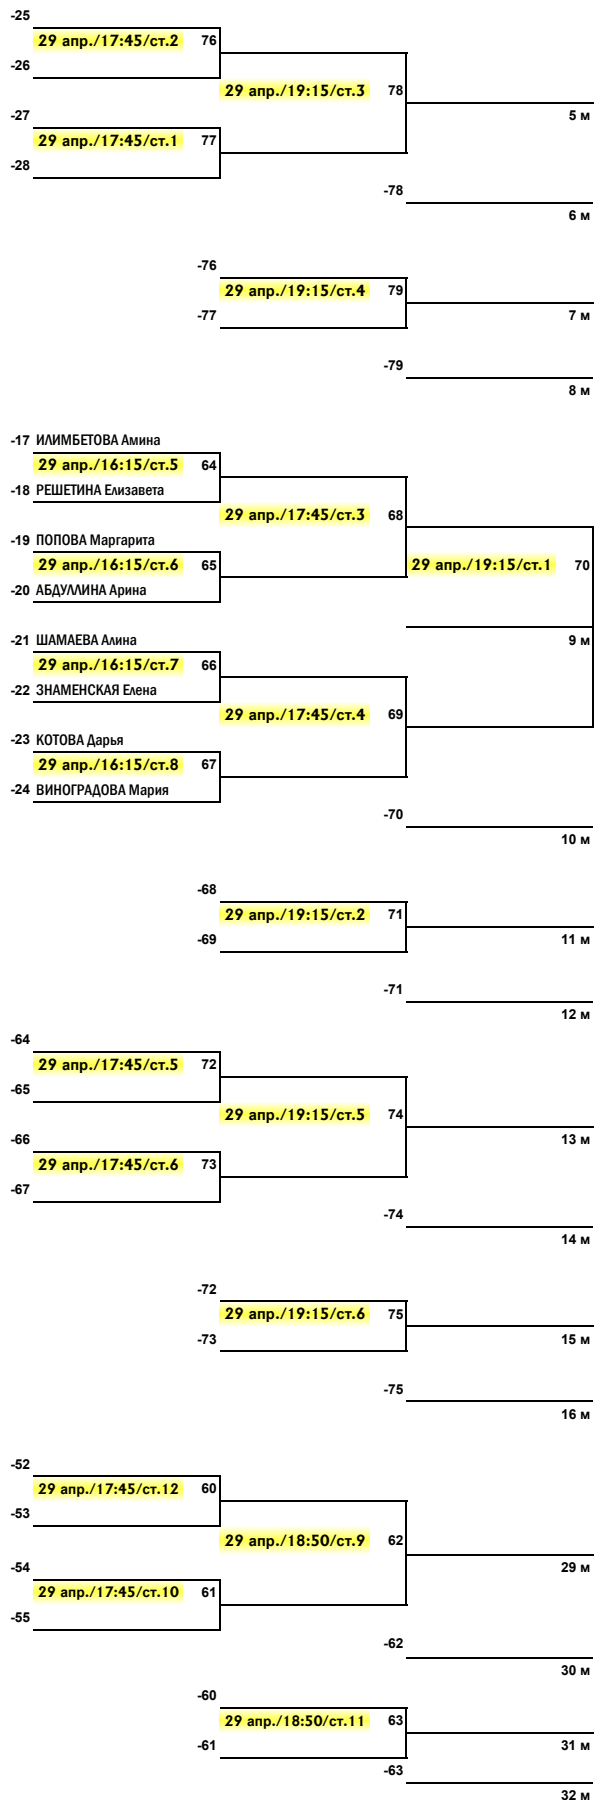 -25
29 апр./17:45/ст.2 76
-26
29 апр./19:15/ст.3 78
-27
5 м
29 апр./17:45/ст.1 77
-28
-78
6 м
-76
29 апр./19:15/ст.4 79
-77
7 м
-79
8 м
-17 ИЛИМБЕТОВА Амина
29 апр./16:15/ст.5 64
-18 РЕШЕТИНА Елизавета
29 апр./17:45/ст.3 68
-19 ПОПОВА Маргарита
29 апр./16:15/ст.6 65
29 апр./19:15/ст.1 70
-20 АБДУЛЛИНА Арина
-21 ШАМАЕВА Алина
9 м
29 апр./16:15/ст.7 66
-22 ЗНАМЕНСКАЯ Елена
29 апр./17:45/ст.4 69
-23 КОТОВА Дарья
29 апр./16:15/ст.8 67
-24 ВИНОГРАДОВА Мария
-70
10 м
-68
29 апр./19:15/ст.2 71
-69
11 м
-71
12 м
-64
29 апр./17:45/ст.5 72
-65
29 апр./19:15/ст.5 74
-66
13 м
29 апр./17:45/ст.6 73
-67
-74
14 м
-72
29 апр./19:15/ст.6 75
-73
15 м
-75
16 м
-52
29 апр./17:45/ст.12 60
-53
29 апр./18:50/ст.9 62
-54
29 м
29 апр./17:45/ст.10 61
-55
-62
30 м
-60
29 апр./18:50/ст.11 63
-61
31 м
-63
32 м